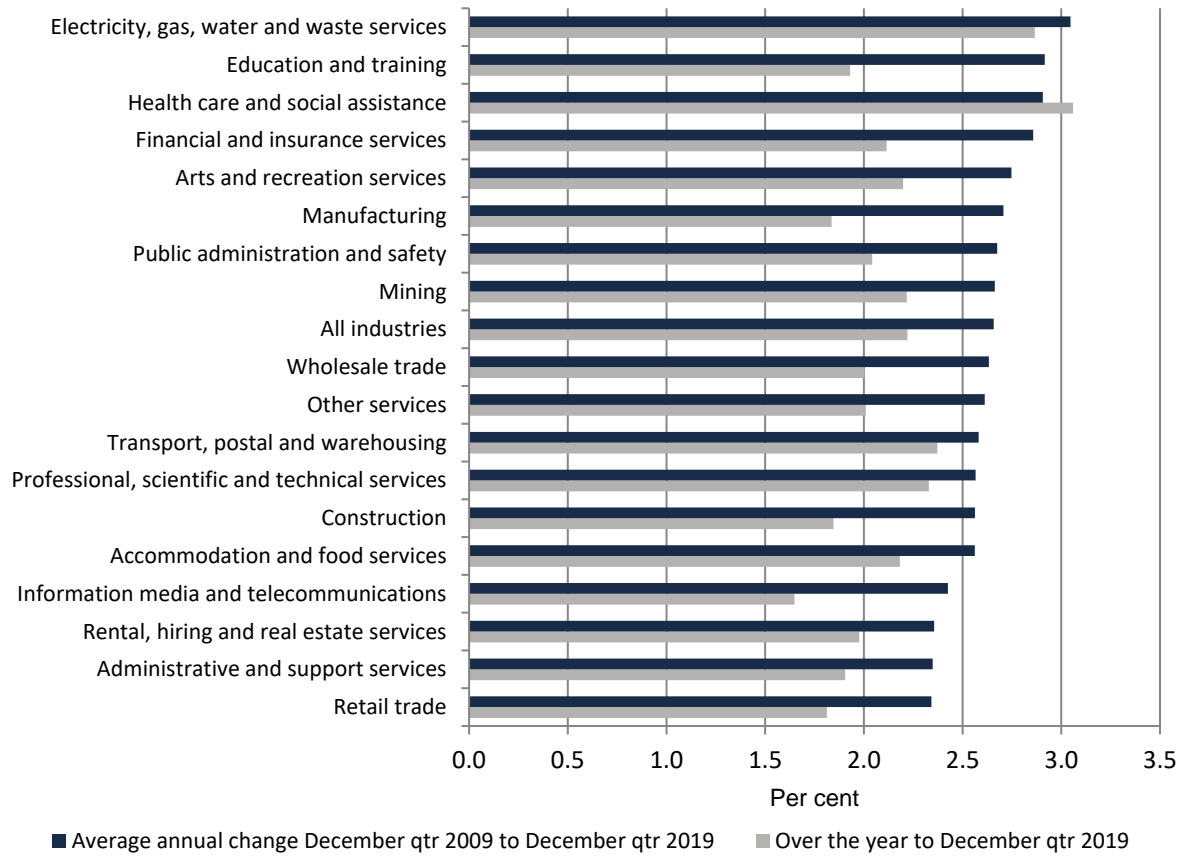 Electricity, gas, water and waste services
Education and training
Health care and social assistance
Financial and insurance services
Arts and recreation services
Manufacturing
Public administration and safety
Mining
All industries
Wholesale trade
Other services
Transport, postal and warehousing
Professional, scientific and technical services
Construction
Accommodation and food services
Information media and telecommunications
Rental, hiring and real estate services
Administrative and support services
Retail trade
0.0 0.5 1.0 1.5 2.0 2.5 3.0 3.5
Per cent
Average annual change December qtr 2009 to December qtr 2019 Over the year to December qtr 2019